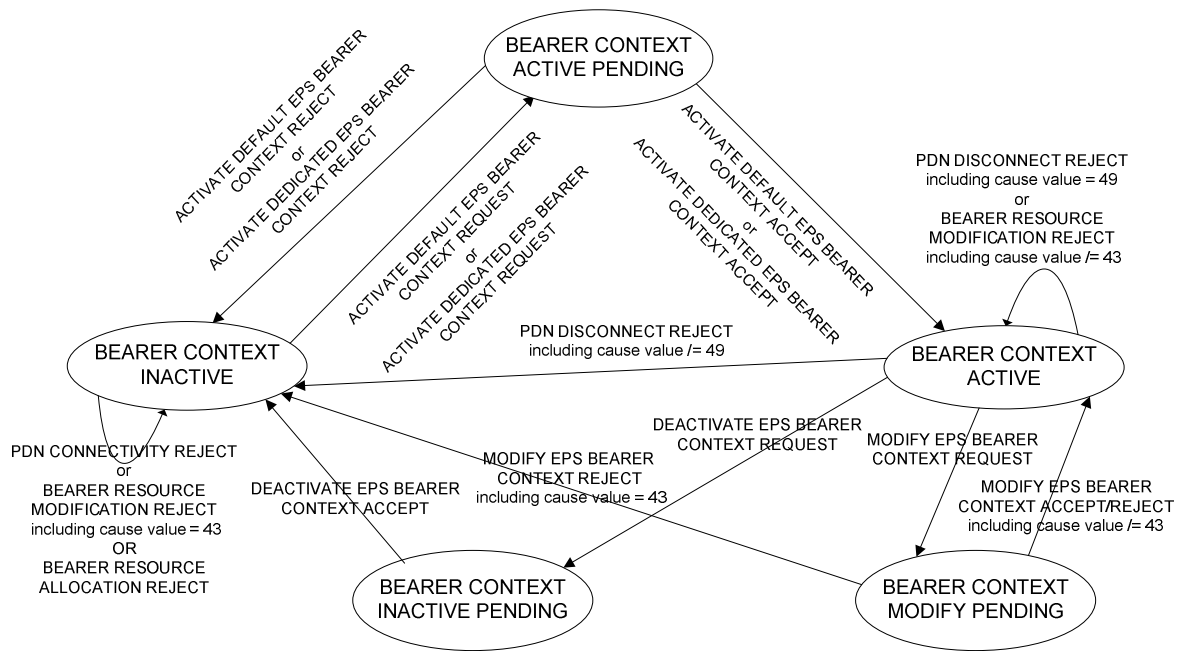 BEARER CONTEXT
ACTIVE PENDING
ACTIVATE DEFAULT EPS BEARER
CONTEXT REJECT
or
ACTIVATE DEDICATED EPS BEARER
CONTEXT REJECT
ACTIVATE DEFAULT EPS BEARER
CONTEXT REQUEST
or
ACTIVATE DEDICATED EPS BEARER
CONTEXT REQUEST
ACTIVATE DEFAULT EPS BEARER
CONTEXT ACCEPT
or
ACTIVATE DEDICATED EPS BEARER
CONTEXT ACCEPT
PDN DISCONNECT REJECT
including cause value = 49
or
BEARER RESOURCE
MODIFICATION REJECT
including cause value /= 43
BEARER CONTEXT
INACTIVE
PDN DISCONNECT REJECT
including cause value /= 49
BEARER CONTEXT
ACTIVE
PDN CONNECTIVITY REJECT
or
BEARER RESOURCE
MODIFICATION REJECT
including cause value = 43
OR
BEARER RESOURCE
ALLOCATION REJECT
DEACTIVATE EPS BEARER
CONTEXT ACCEPT
MODIFY EPS BEARER
CONTEXT REJECT
including cause value = 43
DEACTIVATE EPS BEARER
CONTEXT REQUEST
MODIFY EPS BEARER
CONTEXT REQUEST
MODIFY EPS BEARER
CONTEXT ACCEPT/REJECT
including cause value /= 43
BEARER CONTEXT
INACTIVE PENDING
BEARER CONTEXT
MODIFY PENDING